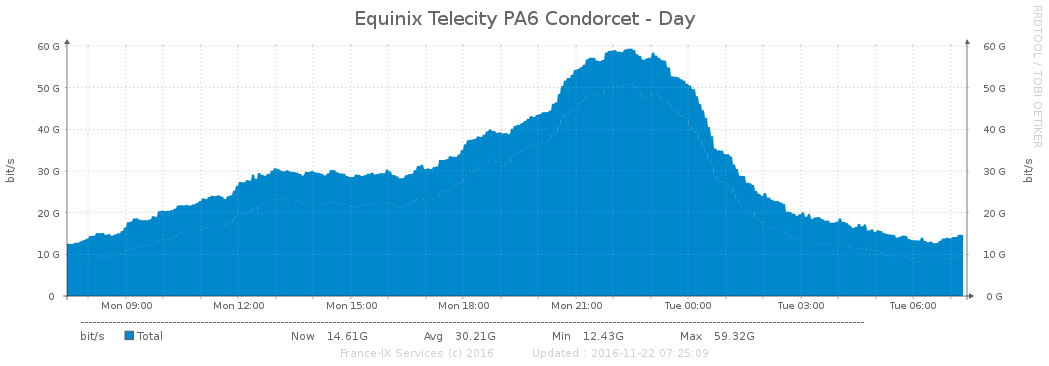 Equinix Telecity PA6 Condorcet - Day
RRDTOOL / TOBI OETIKER
bit/s
60 G 60 G
50 G 50 G
40 G 40 G
30 G 30 G
20 G 20 G
10 G 10 G
0 0 G
bit/s
Mon 09:00 Mon 12:00 Mon 15:00 Mon 18:00 Mon 21:00 Tue 00:00 Tue 03:00 Tue 06:00
bit/s Total Now 14.61G Avg 30.21G Min 12.43G Max 59.32G
France-IX Services (c) 2016 Updated : 2016-11-22 07:25:09